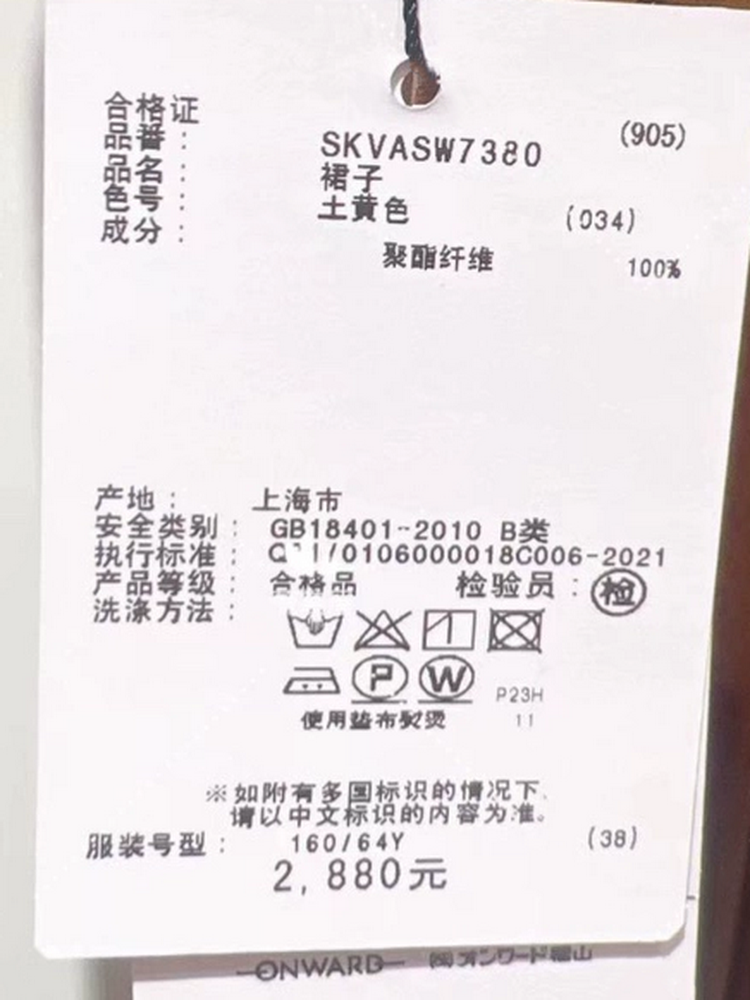 合格证
品番： SKVASW7380 (905)
品名： 裙子
色号： 土黄色 (034)
成分：
聚酯纤维 100%
产地： 上海市
安全类别： GB18401-2010 B类
执行标准： /0106000018C006-2021
产品等级： 合格品 检验员：检
洗涤方法：
P W P23H
使用垫布熨烫 11
※如附有多国标识的情况下、
请以中文标识的内容为准。
服装号型： 160/64Y (38)
2,880元
ONWARD ㈱オンワード樫山